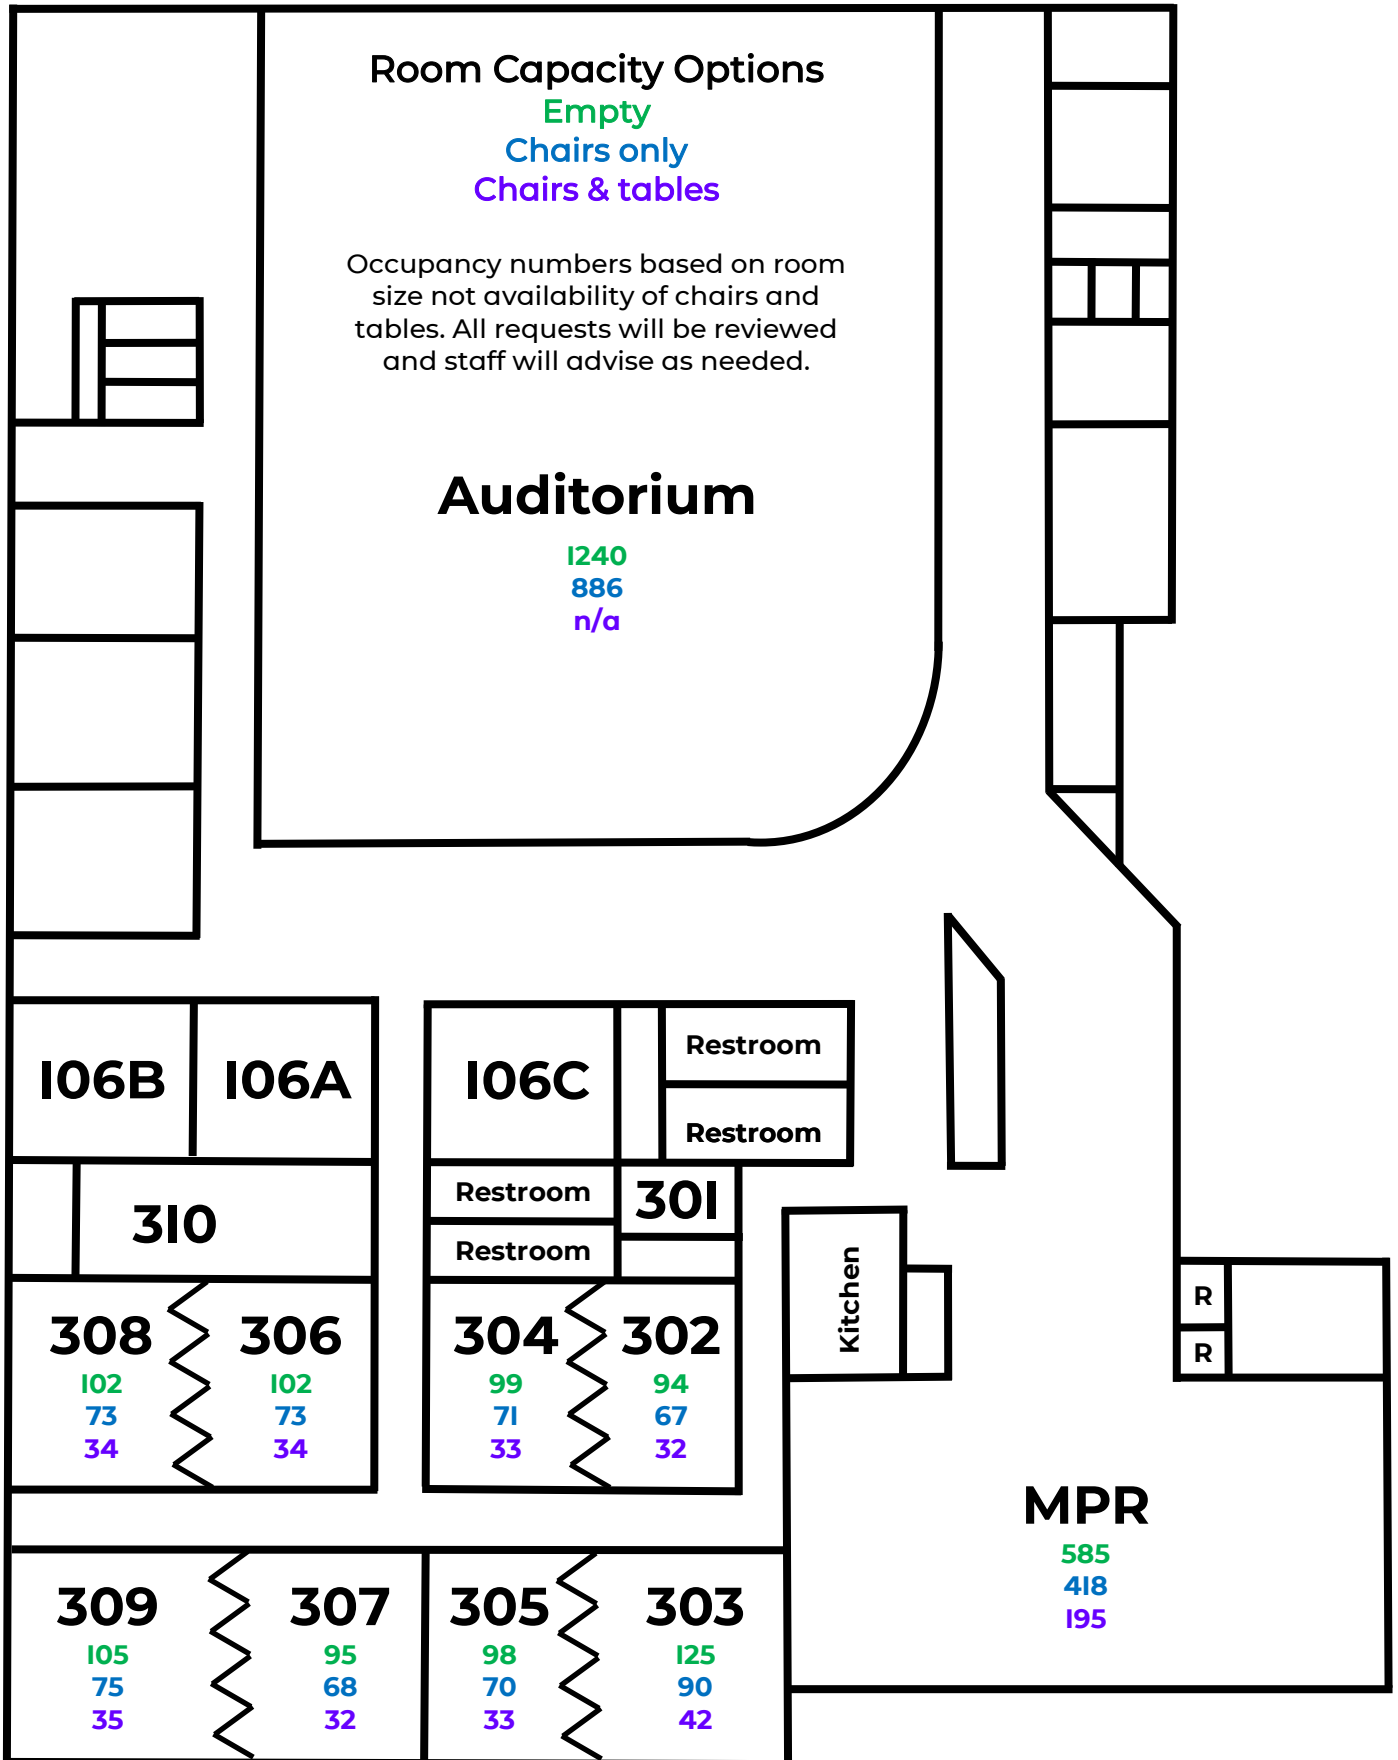 Room Capacity Options
Empty
Chairs only
Chairs & tables
Occupancy numbers based on room
size not availability of chairs and
tables. All requests will be reviewed
and staff will advise as needed.
Auditorium
1240
886
n/a
106B
106A
106C
Restroom
Restroom
310
Restroom
Restroom
301
Kitchen
R
R
308
102
73
34
306
102
73
34
304
99
71
33
302
94
67
32
MPR
585
418
195
309
105
75
35
307
95
68
32
305
98
70
33
303
125
90
42